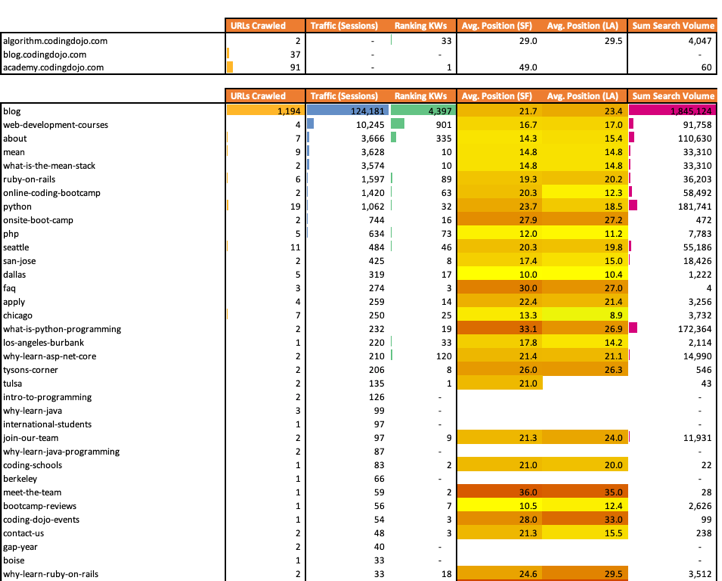 URLs Crawled Traffic (Sessions) Ranking KWs Avg. Position (SF) Avg. Position (LA) Sum Search Volume
algorithm.codingdojo.com 2 - 33 29.0 29.5 4,047
blog.codingdojo.com 37 - - -
academy.codingdojo.com 91 - 1 49.0 60
URLs Crawled Traffic (Sessions) Ranking KWs Avg. Position (SF) Avg. Position (LA) Sum Search Volume
blog 1,194 124,181 4,397 21.7 23.4 1,845,124
web-development-courses 4 10,245 901 16.7 17.0 91,758
about 7 3,666 335 14.3 15.4 110,630
mean 9 3,628 10 14.8 14.8 33,310
what-is-the-mean-stack 2 3,574 10 14.8 14.8 33,310
ruby-on-rails 6 1,597 89 19.3 20.2 36,203
online-coding-bootcamp 2 1,420 63 20.3 12.3 58,492
python 19 1,062 32 23.7 18.5 181,741
onsite-boot-camp 2 744 16 27.9 27.2 472
php 5 634 73 12.0 11.2 7,783
seattle 11 484 46 20.3 19.8 55,186
san-jose 2 425 8 17.4 15.0 18,426
dallas 5 319 17 10.0 10.4 1,222
faq 3 274 3 30.0 27.0 4
apply 4 259 14 22.4 21.4 3,256
chicago 7 250 25 13.3 8.9 3,732
what-is-python-programming 2 232 19 33.1 26.9 172,364
los-angeles-burbank 1 220 33 17.8 14.2 2,114
why-learn-asp-net-core 2 210 120 21.4 21.1 14,990
tysons-corner 2 206 8 26.0 26.3 546
tulsa 2 135 1 21.0 43
intro-to-programming 2 126 - -
why-learn-java 3 99 - -
international-students 1 97 - -
join-our-team 2 97 9 21.3 24.0 11,931
why-learn-java-programming 2 87 - -
coding-schools 1 83 2 21.0 20.0 22
berkeley 1 66 - -
meet-the-team 1 59 2 36.0 35.0 28
bootcamp-reviews 1 56 7 10.5 12.4 2,626
coding-dojo-events 1 54 3 28.0 33.0 99
contact-us 2 48 3 21.3 15.5 238
gap-year 2 40 - -
boise 1 33 - -
why-learn-ruby-on-rails 2 33 18 24.6 29.5 3,512